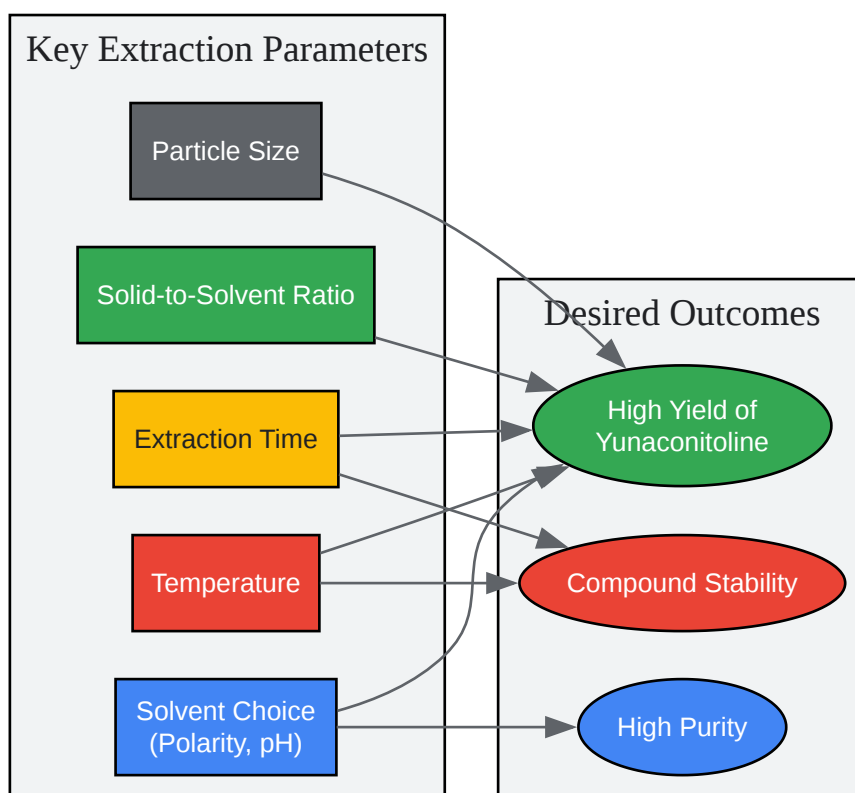 Key Extraction Parameters
Particle Size
Solid-to-Solvent Ratio
Extraction Time
Temperature
Solvent Choice
(Polarity, pH)
Desired Outcomes
High Yield of
Yunaconitoline
Compound Stability
High Purity